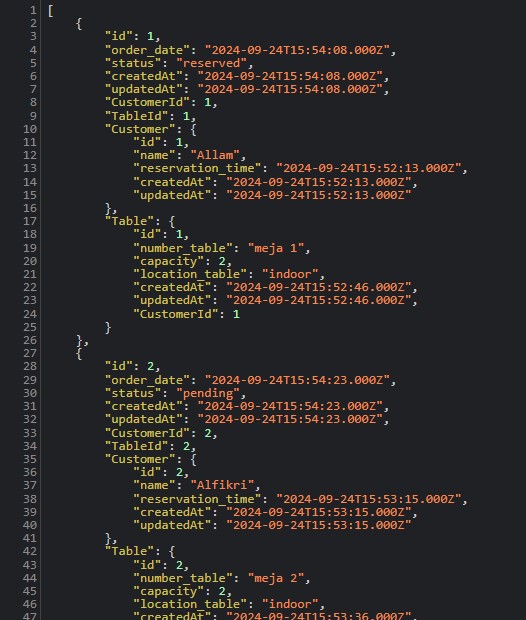 1 [
2 {
3 "id": 1,
4 "order_date": "2024-09-24T15:54:08.000Z",
5 "status": "reserved",
6 "createdAt": "2024-09-24T15:54:08.000Z",
7 "updatedAt": "2024-09-24T15:54:08.000Z",
8 "CustomerId": 1,
9 "TableId": 1,
10 "Customer": {
11 "id": 1,
12 "name": "Allam",
13 "reservation_time": "2024-09-24T15:52:13.000Z",
14 "createdAt": "2024-09-24T15:52:13.000Z",
15 "updatedAt": "2024-09-24T15:52:13.000Z"
16 },
17 "Table": {
18 "id": 1,
19 "number_table": "meja 1",
20 "capacity": 2,
21 "location_table": "indoor",
22 "createdAt": "2024-09-24T15:52:46.000Z",
23 "updatedAt": "2024-09-24T15:52:46.000Z",
24 "CustomerId": 1
25 }
26 },
27 {
28 "id": 2,
29 "order_date": "2024-09-24T15:54:23.000Z",
30 "status": "pending",
31 "createdAt": "2024-09-24T15:54:23.000Z",
32 "updatedAt": "2024-09-24T15:54:23.000Z",
33 "CustomerId": 2,
34 "TableId": 2,
35 "Customer": {
36 "id": 2,
37 "name": "Alfikri",
38 "reservation_time": "2024-09-24T15:53:15.000Z",
39 "createdAt": "2024-09-24T15:53:15.000Z",
40 "updatedAt": "2024-09-24T15:53:15.000Z"
41 },
42 "Table": {
43 "id": 2,
44 "number_table": "meja 2",
45 "capacity": 2,
46 "location_table": "indoor",
47 "createdAt": "2024-09-24T15:53:36.000Z",